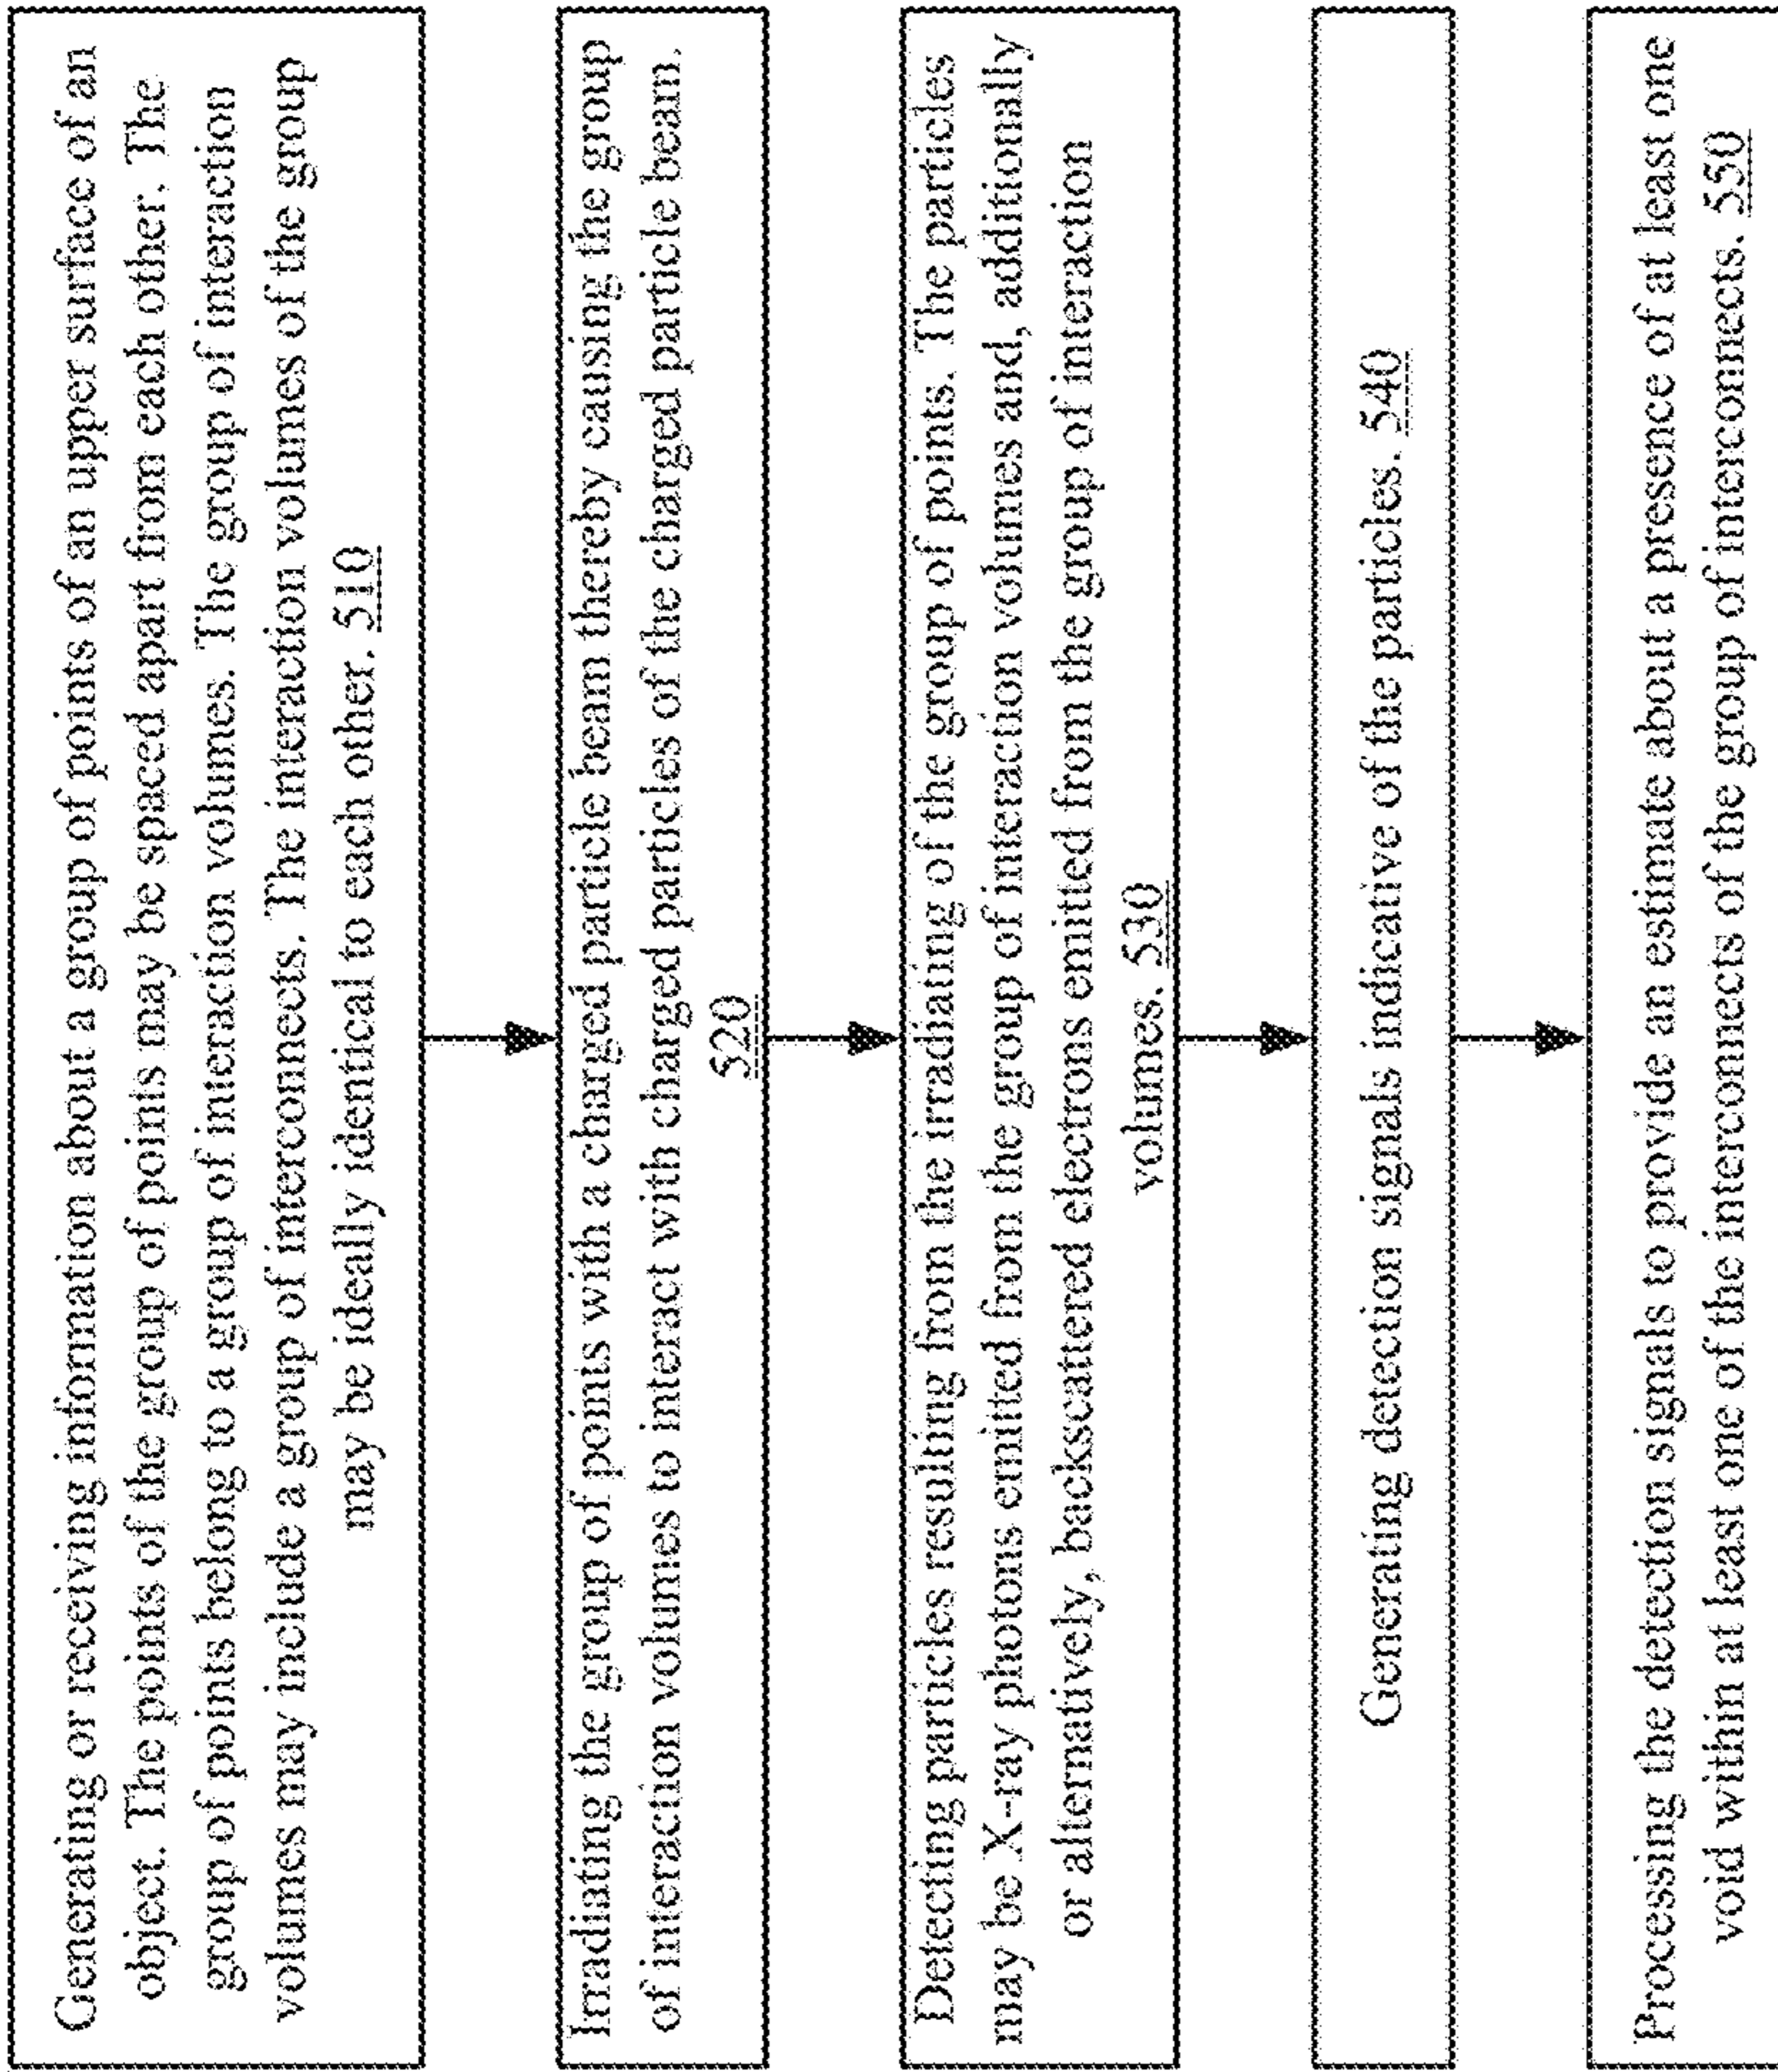 Generating or receiving information about a group of points of an upper surface of an
object. The points of the group of points may be spaced apart from each other. The
group of points belong to a group of interaction volumes. The group of interaction
volumes may include a group of interconnects. The interaction volumes of the group
may be ideally identical to each other. 510
Irradiating the group of points with a charged particle beam thereby causing the group
of interaction volumes to interact with charged particles of the charged particle beam.
520
Detecting particles resulting from the irradiating of the group of points. The particles
may be X-ray photons emitted from the group of interaction volumes and, additionally
or alternatively, backscattered electrons emitted from the group of interaction
volumes. 530
Generating detection signals indicative of the particles. 540
Processing the detection signals to provide an estimate about a presence of at least one
void within at least one of the interconnects of the group of interconnects. 550